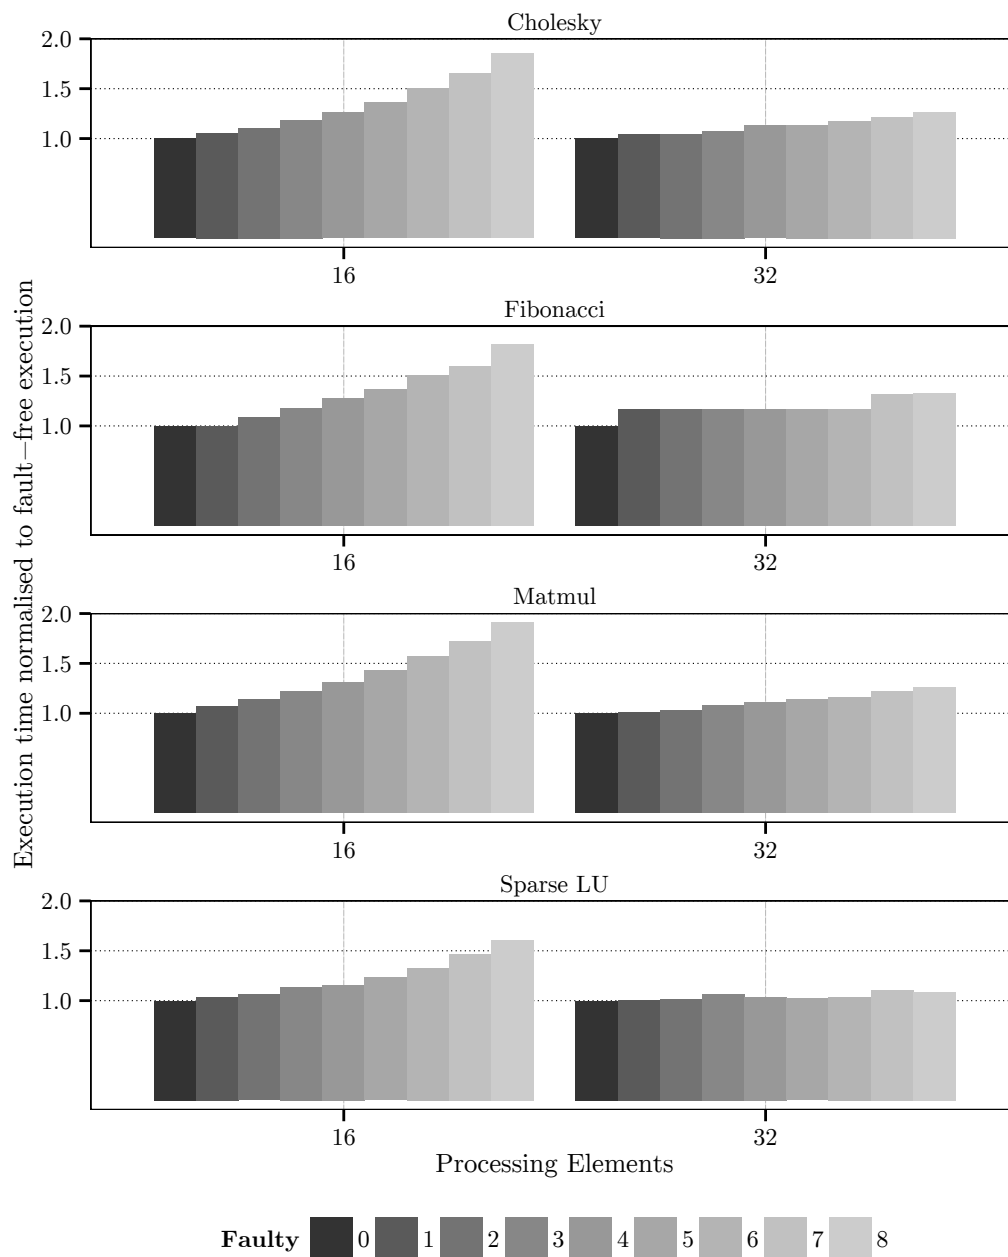 Cholesky
2.0
1.5
1.0
16 32
Fibonacci
2.0
1.5
1.0
16 32
Matmul
2.0
1.5
1.0
16 32
Sparse LU
2.0
1.5
1.0
16 32
Execution time normalised to fault−free execution
Processing Elements
Faulty 0 1 2 3 4 5 6 7 8